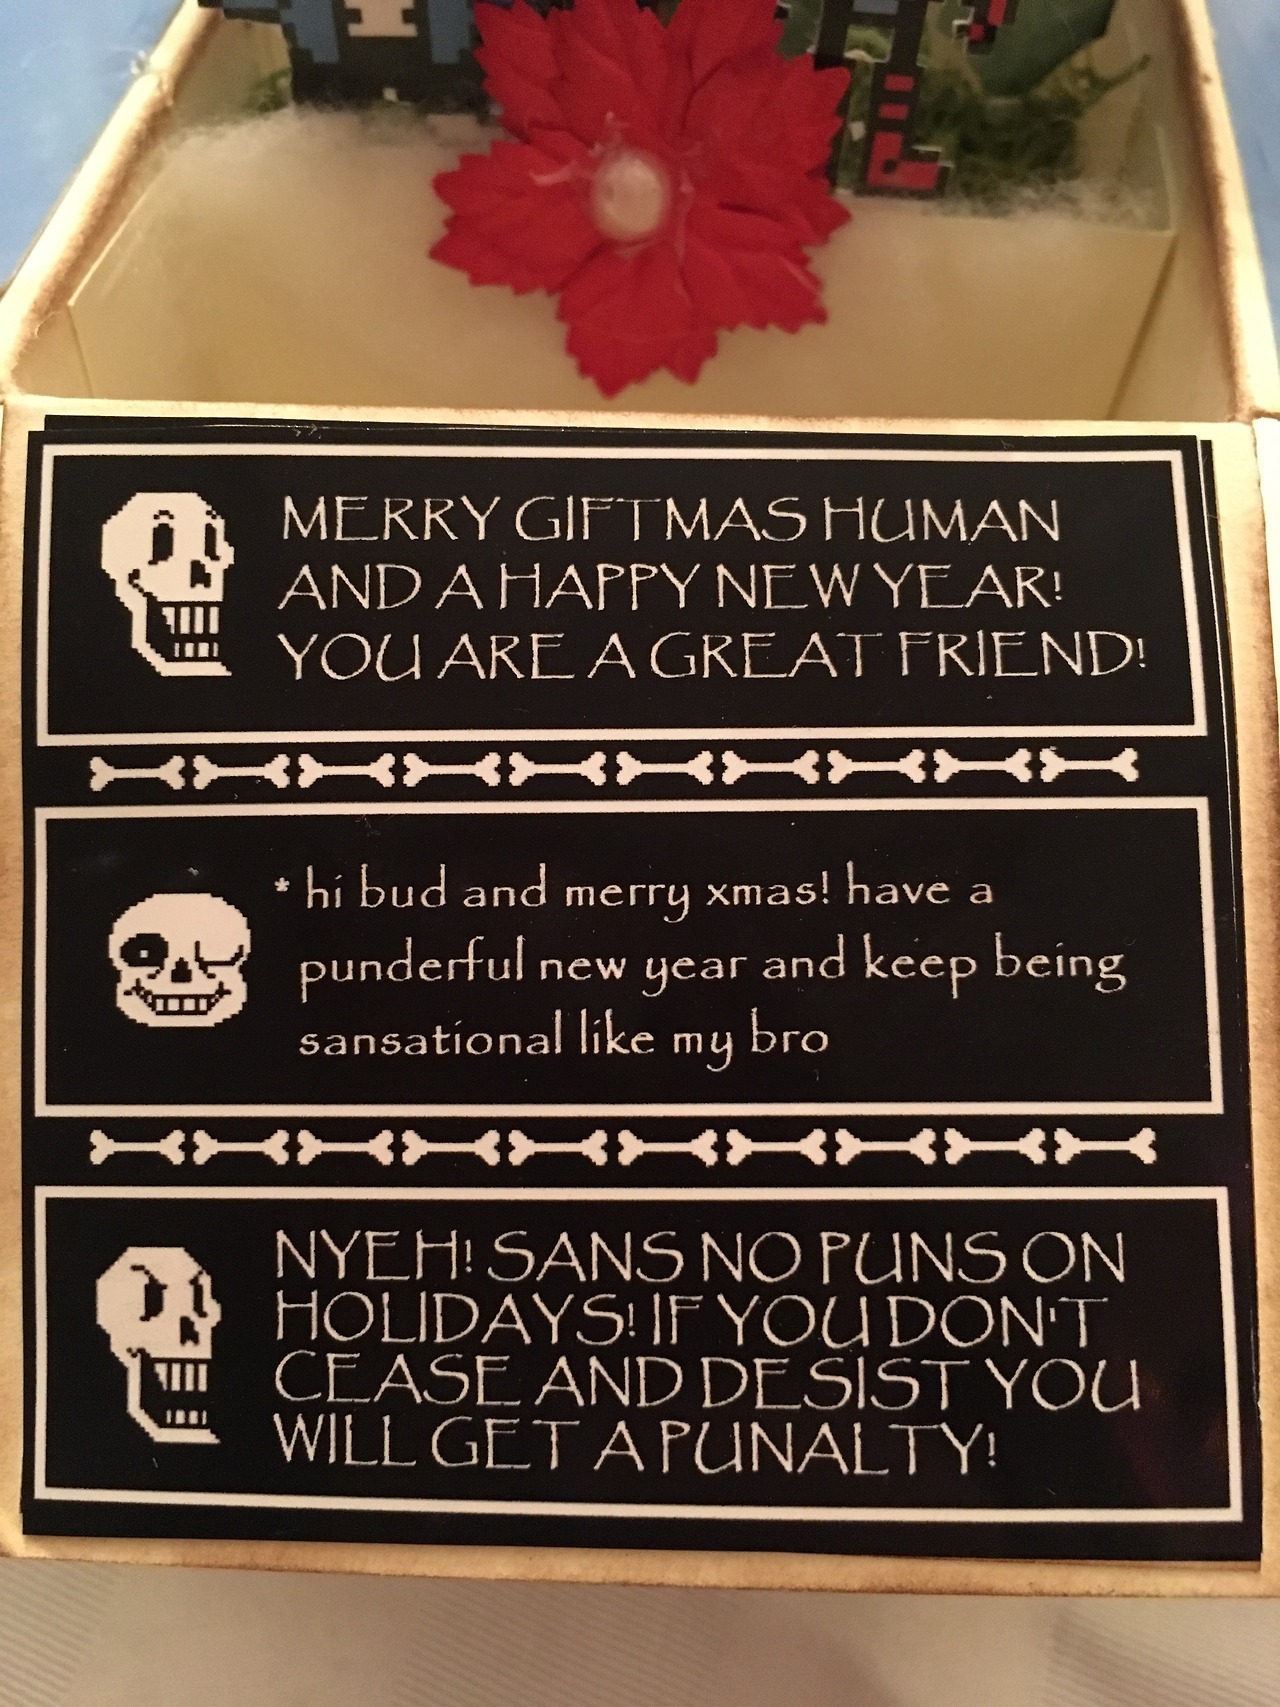 MERRY GIFTMAS HUMAN
AND A HAPPY NEW YEAR!
YOU ARE A GREAT FRIEND!
* hi bud and merry xmas! have a
punderful new year and keep being
sansational like my bro
NYEH! SANS NO PUNS ON
HOLIDAYS! IF YOU DON'T
CEASE AND DESIST YOU
WILL GET A PUNALTY!